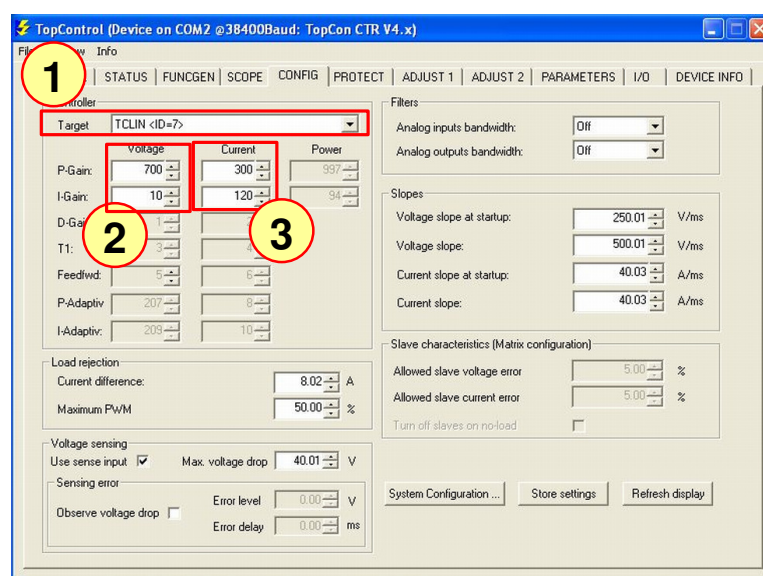 TopControl (Device on COM2 @38400Baud: TopCon CTR V4.x)
Info
1
STATUS FUNCGEN SCOPE CONFIG PROTECT ADJUST 1 ADJUST 2 PARAMETERS I/O DEVICE INFO
Target TCLIN <ID=7>
Voltage Current Power
P-Gain: 700 300 997
I-Gain: 10 120 94
1
2
3
T1: 3 4
Feedfwd: 5 6
P-Adaptiv 207 8
I-Adaptiv: 209 10
Load rejection
Current difference: 8.02 A
Maximum PWM 50.00 %
Voltage sensing
Use sense input Max. voltage drop 40.01 V
Sensing error
Observe voltage drop
Error level 0.00 V
Error delay 0.00 ms
Filters
Analog inputs bandwidth: Off
Analog outputs bandwidth: Off
Slopes
Voltage slope at startup: 250.01 V/ms
Voltage slope: 500.01 V/ms
Current slope at startup: 40.03 A/ms
Current slope: 40.03 A/ms
Slave characteristics (Matrix configuration)
Allowed slave voltage error 5.00 %
Allowed slave current error 5.00 %
Turn off slaves on no-load
System Configuration ... Store settings Refresh display